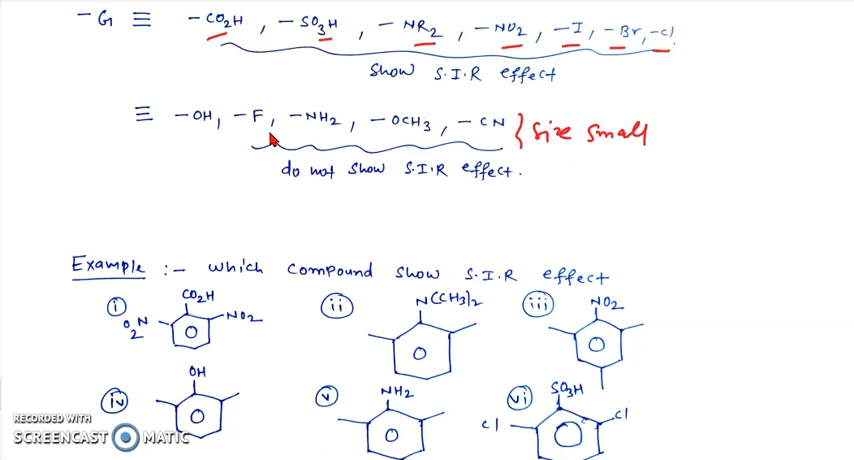 -G ≡ -CO2H, -SO3H, -NR2, -NO2, -I, -Br, -Cl.
Show S.I.R effect
≡ -OH, -F, -NH2, -OCH3, -CN } Size small
do not show S.I.R effect.
Example :- which compound show S.I.R effect
i CO2H O2N NO2
ii N(CH3)2
iii NO2
iv OH
v NH2
vi SO3H Cl Cl
RECORDED WITH
SCREENCAST MATIC